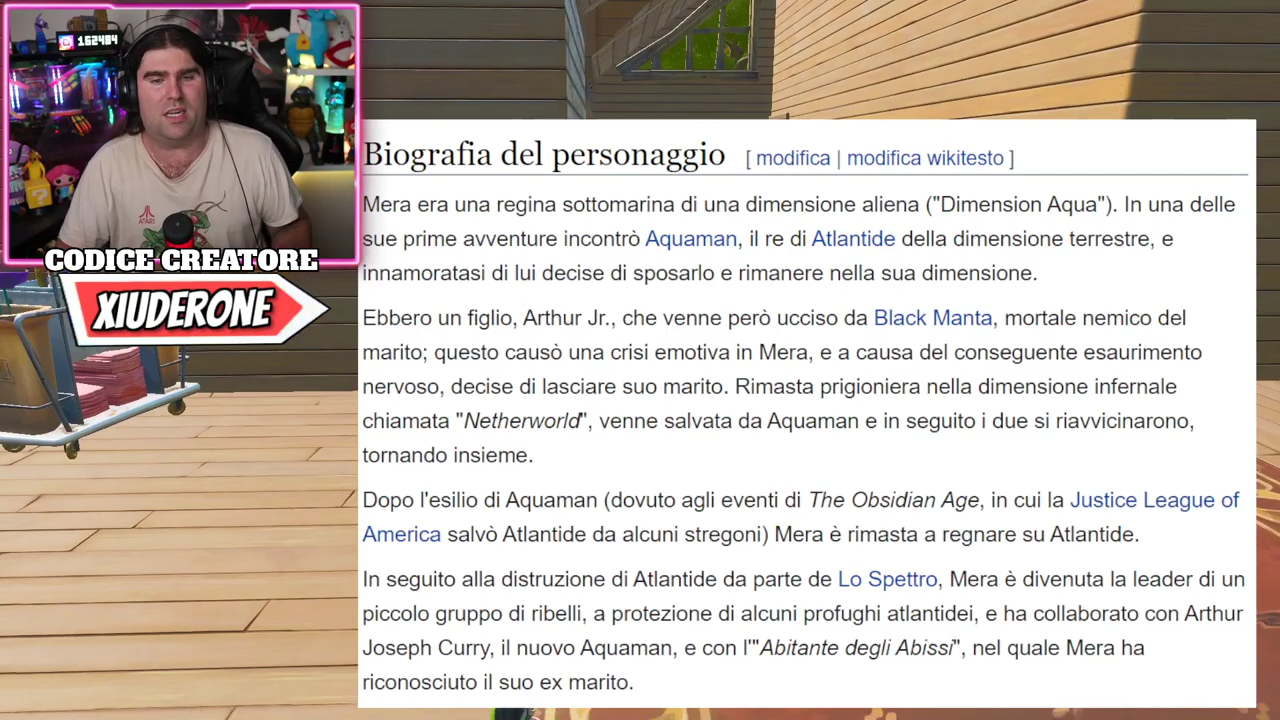 162484
ATARI
CODICE CREATORE
XIUDERONE
Biografia del personaggio [ modifica | modifica wikitesto ]
Mera era una regina sottomarina di una dimensione aliena ("Dimension Aqua"). In una delle
sue prime avventure incontrò Aquaman, il re di Atlantide della dimensione terrestre, e
innamoratasi di lui decise di sposarlo e rimanere nella sua dimensione.
Ebbero un figlio, Arthur Jr., che venne però ucciso da Black Manta, mortale nemico del
marito; questo causò una crisi emotiva in Mera, e a causa del conseguente esaurimento
nervoso, decise di lasciare suo marito. Rimasta prigioniera nella dimensione infernale
chiamata "Netherworld", venne salvata da Aquaman e in seguito i due si riavvicinarono,
tornando insieme.
Dopo l'esilio di Aquaman (dovuto agli eventi di The Obsidian Age, in cui la Justice League of
America salvò Atlantide da alcuni stregoni) Mera è rimasta a regnare su Atlantide.
In seguito alla distruzione di Atlantide da parte de Lo Spettro, Mera è divenuta la leader di un
piccolo gruppo di ribelli, a protezione di alcuni profughi atlantidei, e ha collaborato con Arthur
Joseph Curry, il nuovo Aquaman, e con l'"Abitante degli Abissi", nel quale Mera ha
riconosciuto il suo ex marito.